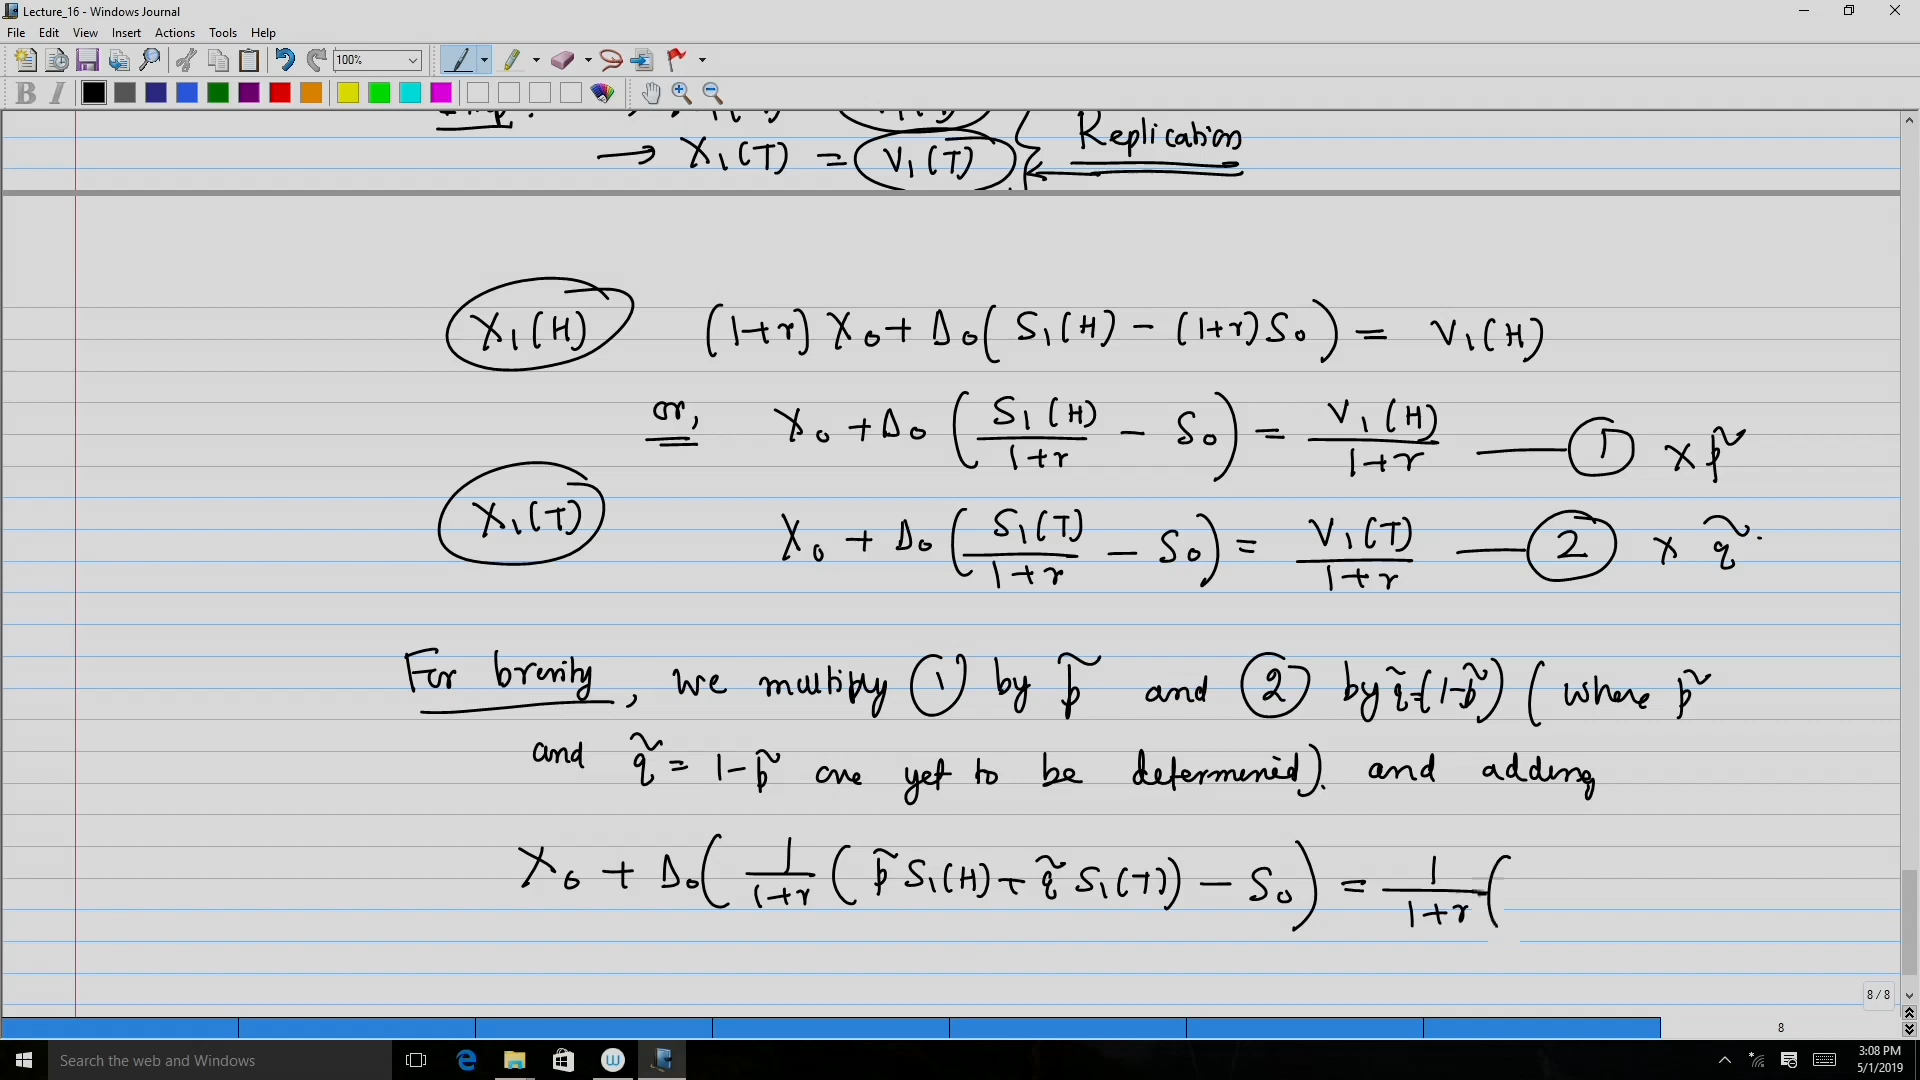 Lecture_16 - Windows Journal
File Edit View Insert Actions Tools Help
100%
B I
→ X₁(T) = V₁(T) Replication
X₁(H) (1+r) X₀ + Δ₀ ( S₁(H) - (1+r) S₀ ) = V₁(H)
or, X₀ + Δ₀ ( S₁(H)/(1+r) - S₀ ) = V₁(H)/(1+r) — ① × p̃
X₁(T) X₀ + Δ₀ ( S₁(T)/(1+r) - S₀ ) = V₁(T)/(1+r) — ② × q̃.
For brevity, we multiply ① by p̃ and ② by q̃=(1-p̃) ( where p̃
and q̃ = 1-p̃ are yet to be determined). and adding
X₀ + Δ₀ ( 1/(1+r) ( p̃ S₁(H) + q̃ S₁(T) ) - S₀ ) = 1/(1+r) (
8 / 8
8
Search the web and Windows
3:08 PM
5/1/2019